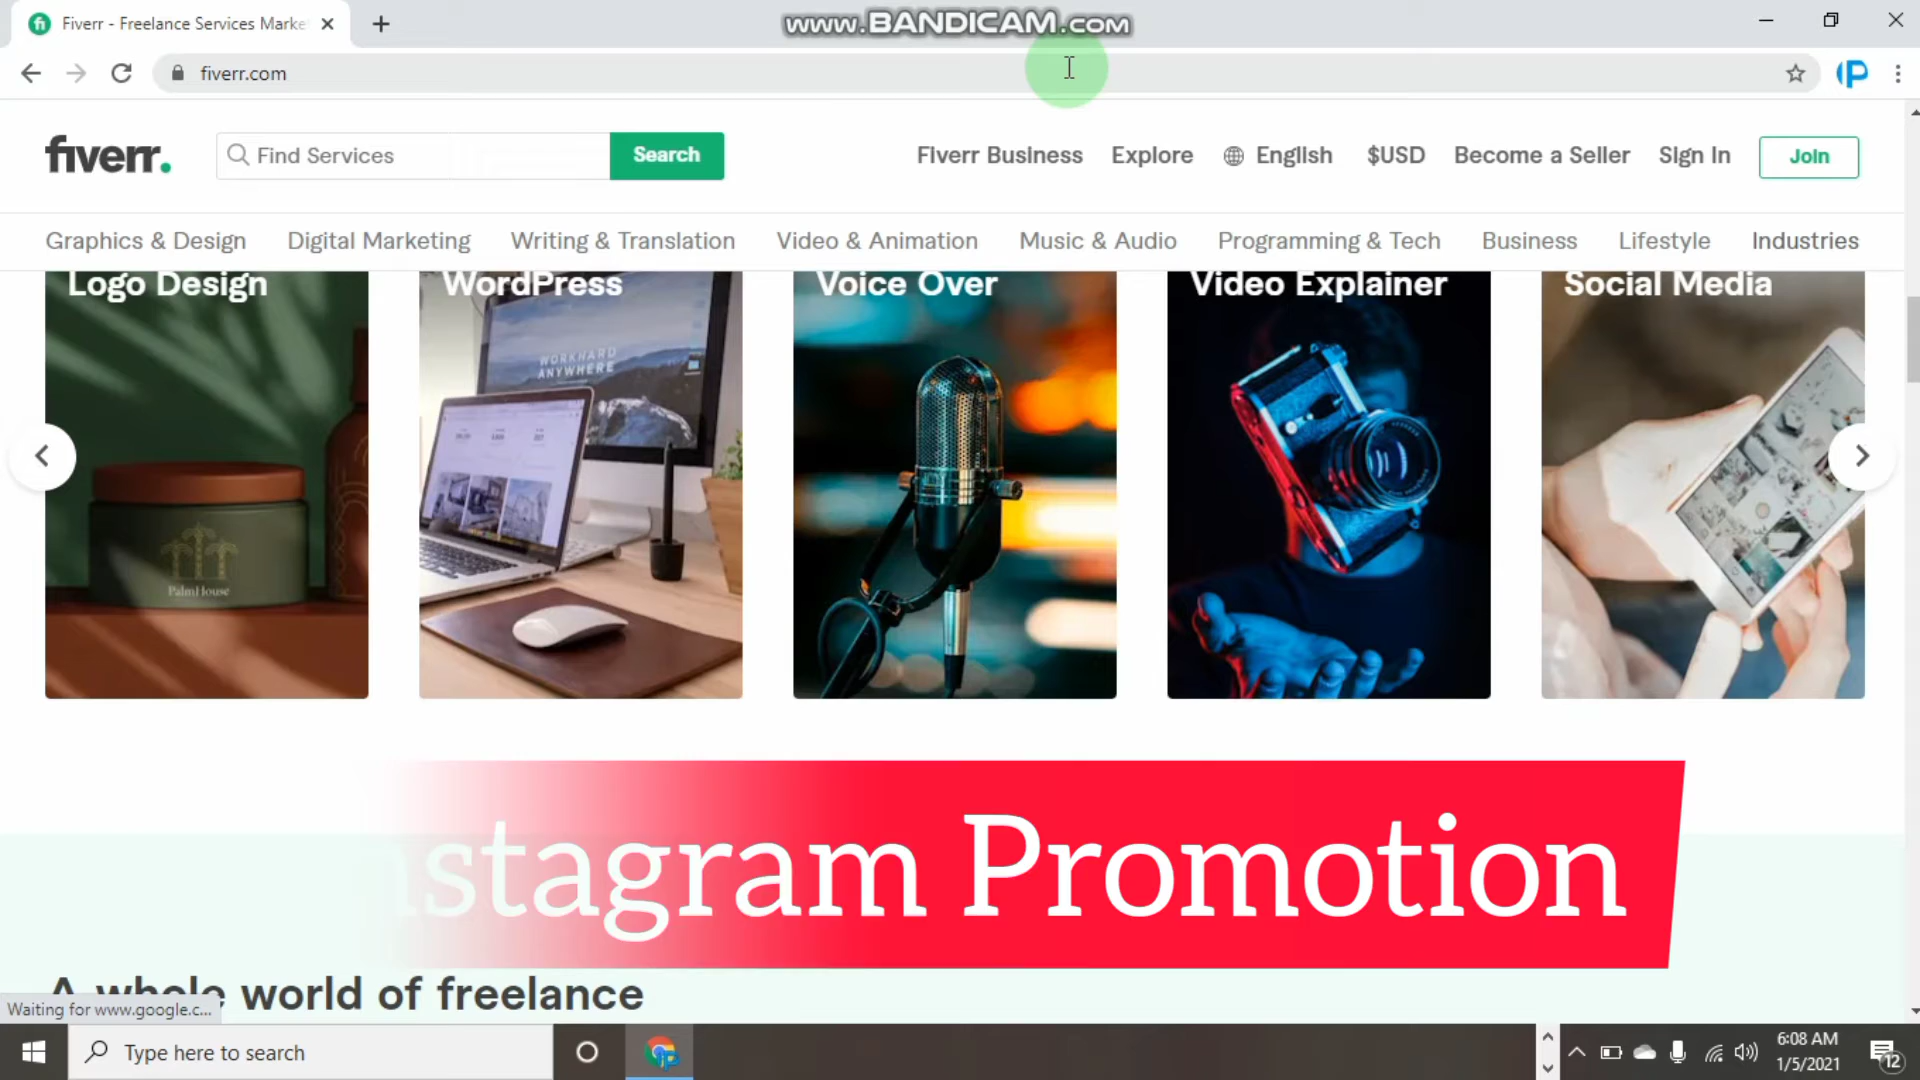 Fiverr - Freelance Services Marke
www.BANDICAM.com
fiverr.com
fiverr.
Find Services
Search
Fiverr Business
Explore
English
$USD
Become a Seller
Sign In
Join
Graphics & Design
Digital Marketing
Writing & Translation
Video & Animation
Music & Audio
Programming & Tech
Business
Lifestyle
Industries
Logo Design
WordPress
Voice Over
Video Explainer
Social Media
WORKHARD
ANYWHERE
PalmHouse
nstagram Promotion
A whole world of freelance
Waiting for www.google.c...
Type here to search
6:08 AM
1/5/2021
12